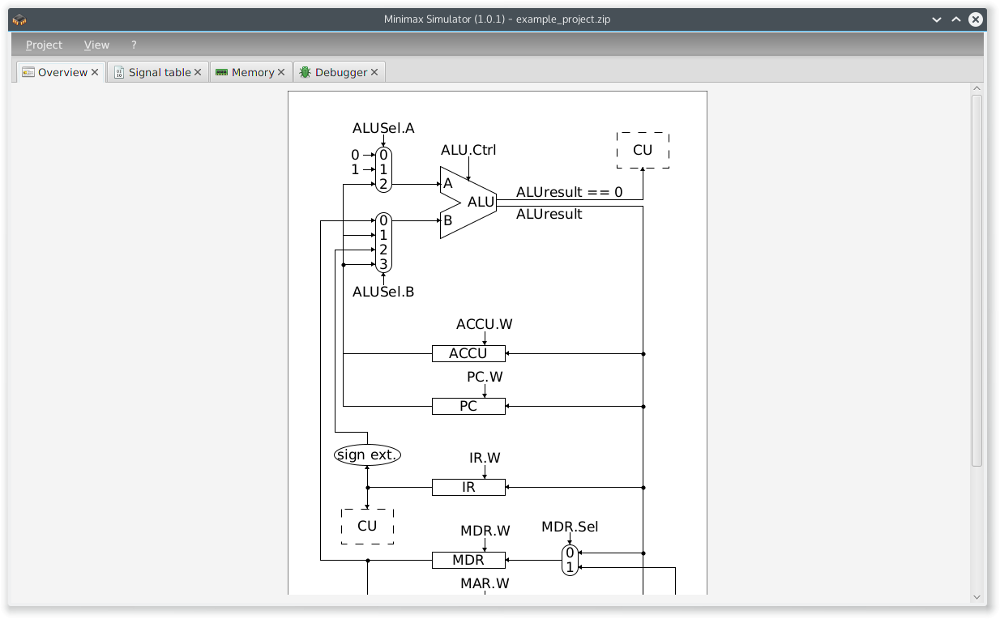 Minimax Simulator (1.0.1) - example_project.zip
Project View ?
Overview Signal table Memory Debugger
ALUSel.A
0 0
1 1
2
ALU.Ctrl
CU
A
ALU
B
ALUresult == 0
ALUresult
0
1
2
3
ALUSel.B
ACCU.W
ACCU
PC.W
PC
sign ext.
IR.W
IR
CU
MDR.W
MDR
MDR.Sel
0
1
MAR.W